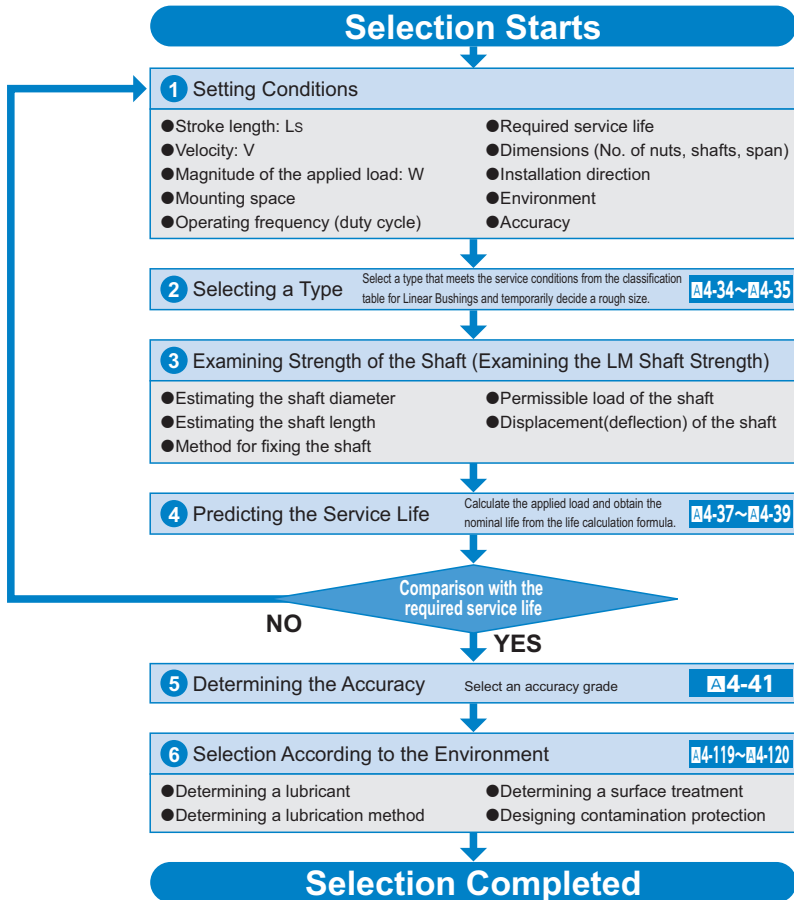 Selection Starts
1 Setting Conditions
●Stroke length: Ls
●Velocity: V
●Magnitude of the applied load: W
●Mounting space
●Operating frequency (duty cycle)
●Required service life
●Dimensions (No. of nuts, shafts, span)
●Installation direction
●Environment
●Accuracy
2 Selecting a Type
Select a type that meets the service conditions from the classification
table for Linear Bushings and temporarily decide a rough size.
A4-34~A4-35
3 Examining Strength of the Shaft (Examining the LM Shaft Strength)
●Estimating the shaft diameter
●Estimating the shaft length
●Method for fixing the shaft
●Permissible load of the shaft
●Displacement(deflection) of the shaft
4 Predicting the Service Life
Calculate the applied load and obtain the
nominal life from the life calculation formula.
A4-37~A4-39
Comparison with the
required service life
NO
YES
5 Determining the Accuracy
Select an accuracy grade
A4-41
6 Selection According to the Environment
A4-119~A4-120
●Determining a lubricant
●Determining a lubrication method
●Determining a surface treatment
●Designing contamination protection
Selection Completed